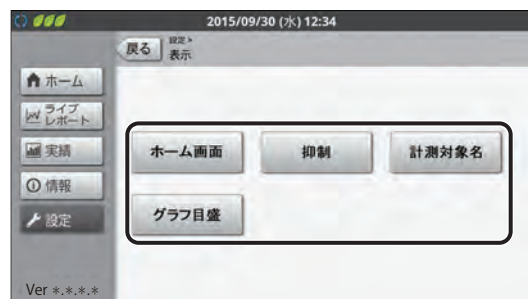 2015/09/30 (水) 12:34
戻る
設定>
表示
ホーム
ライブ
レポート
実績
情報
設定
ホーム画面
抑制
計測対象名
グラフ目盛
Ver *.*.*.*